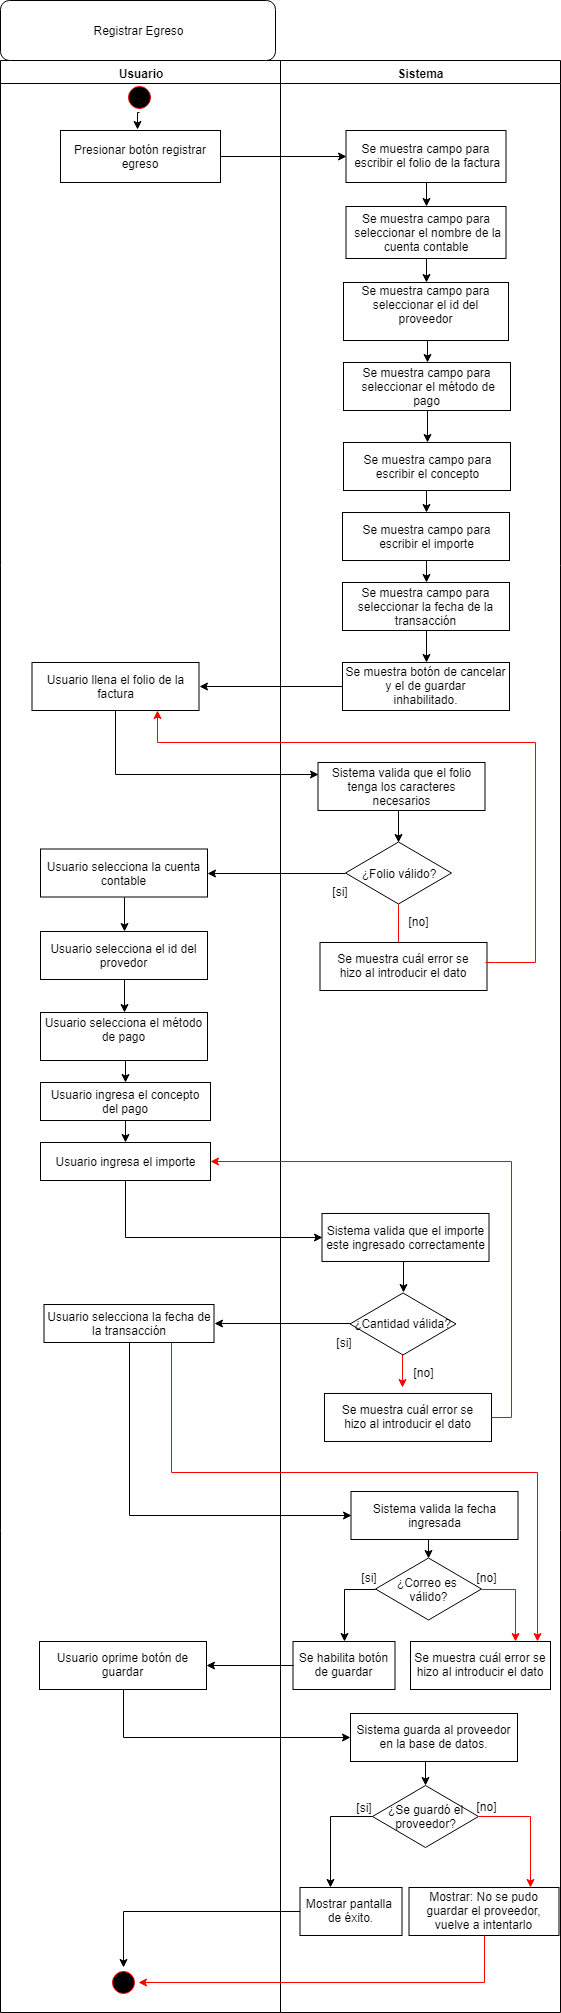 Registrar Egreso
Usuario
Sistema
Presionar botón registrar
egreso
Se muestra campo para
escribir el folio de la factura
Se muestra campo para
seleccionar el nombre de la
cuenta contable
Se muestra campo para
seleccionar el id del
proveedor
Se muestra campo para
seleccionar el método de
pago
Se muestra campo para
escribir el concepto
Se muestra campo para
escribir el importe
Se muestra campo para
seleccionar la fecha de la
transacción
Se muestra botón de cancelar
y el de guardar
inhabilitado.
Usuario llena el folio de la
factura
Sistema valida que el folio
tenga los caracteres
necesarios
¿Folio válido?
[si]
[no]
Usuario selecciona la cuenta
contable
Se muestra cuál error se
hizo al introducir el dato
Usuario selecciona el id del
provedor
Usuario selecciona el método
de pago
Usuario ingresa el concepto
del pago
Usuario ingresa el importe
Sistema valida que el importe
este ingresado correctamente
¿Cantidad válida?
[si]
[no]
Usuario selecciona la fecha de
la transacción
Se muestra cuál error se
hizo al introducir el dato
Sistema valida la fecha
ingresada
¿Correo es
válido?
[si]
[no]
Se habilita botón
de guardar
Se muestra cuál error se
hizo al introducir el dato
Usuario oprime botón de
guardar
Sistema guarda al proveedor
en la base de datos.
¿Se guardó el
proveedor?
[si]
[no]
Mostrar pantalla
de éxito.
Mostrar: No se pudo
guardar el proveedor,
vuelve a intentarlo